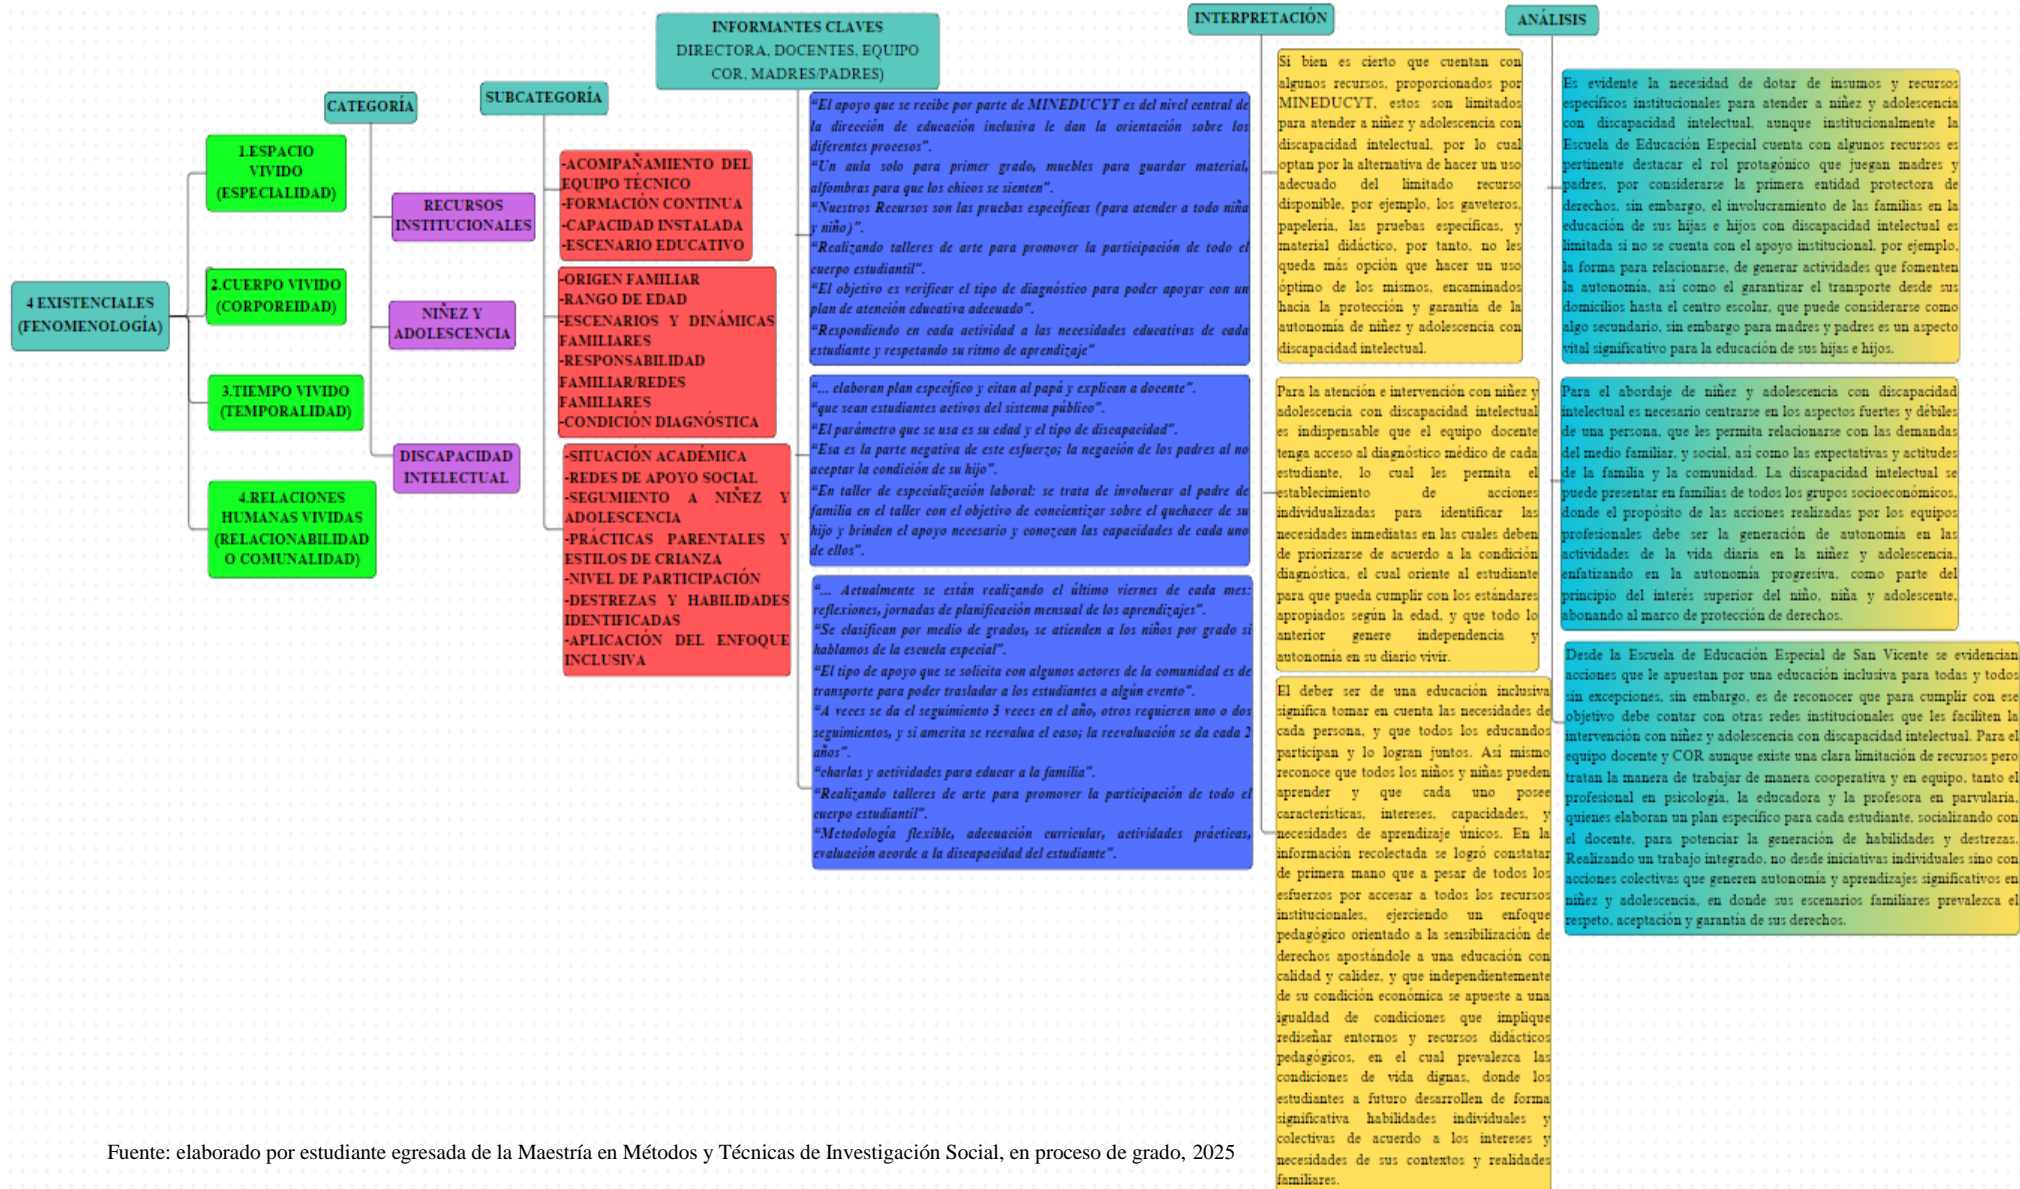 4 EXISTENCIALES
(FENOMENOLOGÍA)
1.ESPACIO
VIVIDO
(ESPECIALIDAD)
2.CUERPO VIVIDO
(CORPOREIDAD)
3.TIEMPO VIVIDO
(TEMPORALIDAD)
4.RELACIONES
HUMANAS VIVIDAS
(RELACIONABILIDAD
O COMUNALIDAD)
CATEGORÍA
RECURSOS
INSTITUCIONALES
NIÑEZ Y
ADOLESCENCIA
DISCAPACIDAD
INTELECTUAL
SUBCATEGORÍA
-ACOMPAÑAMIENTO DEL
EQUIPO TÉCNICO
-FORMACIÓN CONTINUA
-CAPACIDAD INSTALADA
-ESCENARIO EDUCATIVO
-ORIGEN FAMILIAR
-RANGO DE EDAD
-ESCENARIOS Y DINÁMICAS
FAMILIARES
-RESPONSABILIDAD
FAMILIAR/REDES
FAMILIARES
-CONDICIÓN DIAGNÓSTICA
-SITUACIÓN ACADÉMICA
-REDES DE APOYO SOCIAL
-SEGUMIENTO A NIÑEZ Y
ADOLESCENCIA
-PRÁCTICAS PARENTALES Y
ESTILOS DE CRIANZA
-NIVEL DE PARTICIPACIÓN
-DESTREZAS Y HABILIDADES
IDENTIFICADAS
-APLICACIÓN DEL ENFOQUE
INCLUSIVA
INFORMANTES CLAVES
DIRECTORA, DOCENTES, EQUIPO
COR, MADRES/PADRES)
"El apoyo que se recibe por parte de MINEDUCYT es del nivel central de
la dirección de educación inclusiva le dan la orientación sobre los
diferentes procesos".
"Un aula solo para primer grado, muebles para guardar material,
alfombras para que los chicos se sienten".
"Nuestros Recursos son las pruebas específicas (para atender a todo niña
y niño)".
"Realizando talleres de arte para promover la participación de todo el
cuerpo estudiantil".
"El objetivo es verificar el tipo de diagnóstico para poder apoyar con un
plan de atención educativa adecuado".
"Respondiendo en cada actividad a las necesidades educativas de cada
estudiante y respetando su ritmo de aprendizaje"
"... elaboran plan específico y citan al papá y explican a docente".
"que sean estudiantes activos del sistema público".
"El parámetro que se usa es su edad y el tipo de discapacidad".
"Esa es la parte negativa de este esfuerzo; la negación de los padres al no
aceptar la condición de su hijo".
"En taller de especialización laboral: se trata de involucrar al padre de
familia en el taller con el objetivo de concientizar sobre el quehacer de su
hijo y brinden el apoyo necesario y conozcan las capacidades de cada uno
de ellos".
"... Actualmente se están realizando el último viernes de cada mes:
reflexiones, jornadas de planificación mensual de los aprendizajes".
"Se clasifican por medio de grados, se atienden a los niños por grado si
hablamos de la escuela especial".
"El tipo de apoyo que se solicita con algunos actores de la comunidad es de
transporte para poder trasladar a los estudiantes a algún evento".
"A veces se da el seguimiento 3 veces en el año, otros requieren uno o dos
seguimientos, y si amerita se reevalua el caso; la reevaluación se da cada 2
años".
"charlas y actividades para educar a la familia".
"Realizando talleres de arte para promover la participación de todo el
cuerpo estudiantil".
"Metodología flexible, adecuación curricular, actividades prácticas,
evaluación acorde a la discapacidad del estudiante".
INTERPRETACIÓN
Si bien es cierto que cuentan con
algunos recursos, proporcionados por
MINEDUCYT, estos son limitados
para atender a niñez y adolescencia con
discapacidad intelectual, por lo cual
optan por la alternativa de hacer un uso
adecuado del limitado recurso
disponible, por ejemplo, los gaveteros,
papelería, las pruebas específicas, y
material didáctico, por tanto, no les
queda más opción que hacer un uso
óptimo de los mismos, encaminados
hacia la protección y garantía de la
autonomía de niñez y adolescencia con
discapacidad intelectual.
Para la atención e intervención con niñez y
adolescencia con discapacidad intelectual
es indispensable que el equipo docente
tenga acceso al diagnóstico médico de cada
estudiante, lo cual les permita el
establecimiento de acciones
individualizadas para identificar las
necesidades inmediatas en las cuales deben
de priorizarse de acuerdo a la condición
diagnóstica, el cual oriente al estudiante
para que pueda cumplir con los estándares
apropiados según la edad, y que todo lo
anterior genere independencia y
autonomía en su diario vivir.
El deber ser de una educación inclusiva
significa tomar en cuenta las necesidades de
cada persona, y que todos los educandos
participan y lo logran juntos. Así mismo
reconoce que todos los niños y niñas pueden
aprender y que cada uno posee
características, intereses, capacidades, y
necesidades de aprendizaje únicos. En la
información recolectada se logró constatar
de primera mano que a pesar de todos los
esfuerzos por accesar a todos los recursos
institucionales, ejerciendo un enfoque
pedagógico orientado a la sensibilización de
derechos apostándole a una educación con
calidad y calidez, y que independientemente
de su condición económica se apueste a una
igualdad de condiciones que implique
rediseñar entornos y recursos didácticos
pedagógicos, en el cual prevalezca las
condiciones de vida dignas, donde los
estudiantes a futuro desarrollen de forma
significativa habilidades individuales y
colectivas de acuerdo a los intereses y
necesidades de sus contextos y realidades
familiares.
ANÁLISIS
Es evidente la necesidad de dotar de insumos y recursos
específicos institucionales para atender a niñez y adolescencia
con discapacidad intelectual, aunque institucionalmente la
Escuela de Educación Especial cuenta con algunos recursos es
pertinente destacar el rol protagónico que juegan madres y
padres, por considerarse la primera entidad protectora de
derechos, sin embargo, el involucramiento de las familias en la
educación de sus hijas e hijos con discapacidad intelectual es
limitada si no se cuenta con el apoyo institucional, por ejemplo,
la forma para relacionarse, de generar actividades que fomenten
la autonomía, así como el garantizar el transporte desde sus
domicilios hasta el centro escolar, que puede considerarse como
algo secundario, sin embargo para madres y padres es un aspecto
vital significativo para la educación de sus hijas e hijos.
Para el abordaje de niñez y adolescencia con discapacidad
intelectual es necesario centrarse en los aspectos fuertes y débiles
de una persona, que les permita relacionarse con las demandas
del medio familiar, y social, así como las expectativas y actitudes
de la familia y la comunidad. La discapacidad intelectual se
puede presentar en familias de todos los grupos socioeconómicos,
donde el propósito de las acciones realizadas por los equipos
profesionales debe ser la generación de autonomía en las
actividades de la vida diaria en la niñez y adolescencia,
enfatizando en la autonomía progresiva, como parte del
principio del interés superior del niño, niña y adolescente,
abonando al marco de protección de derechos.
Desde la Escuela de Educación Especial de San Vicente se evidencian
acciones que le apuestan por una educación inclusiva para todas y todos
sin excepciones, sin embargo, es de reconocer que para cumplir con ese
objetivo debe contar con otras redes institucionales que les faciliten la
intervención con niñez y adolescencia con discapacidad intelectual. Para el
equipo docente y COR aunque existe una clara limitación de recursos pero
tratan la manera de trabajar de manera cooperativa y en equipo, tanto el
profesional en psicología, la educadora y la profesora en parvularia,
quienes elaboran un plan específico para cada estudiante, socializando con
el docente, para potenciar la generación de habilidades y destrezas.
Realizando un trabajo integrado, no desde iniciativas individuales sino con
acciones colectivas que generen autonomía y aprendizajes significativos en
niñez y adolescencia, en donde sus escenarios familiares prevalezca el
respeto, aceptación y garantía de sus derechos.
Fuente: elaborado por estudiante egresada de la Maestría en Métodos y Técnicas de Investigación Social, en proceso de grado, 2025